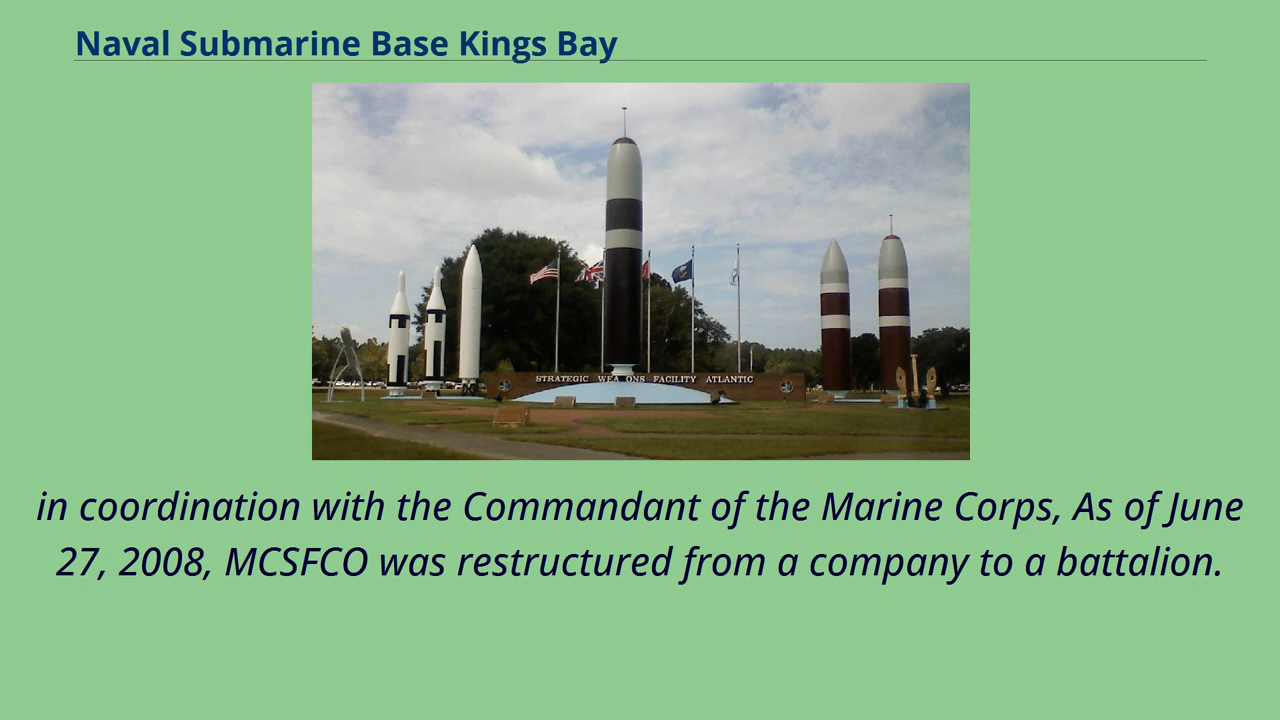 Naval Submarine Base Kings Bay
STRATEGIC WEA ONS FACILITY ATLANTIC
in coordination with the Commandant of the Marine Corps, As of June
27, 2008, MCSFCO was restructured from a company to a battalion.